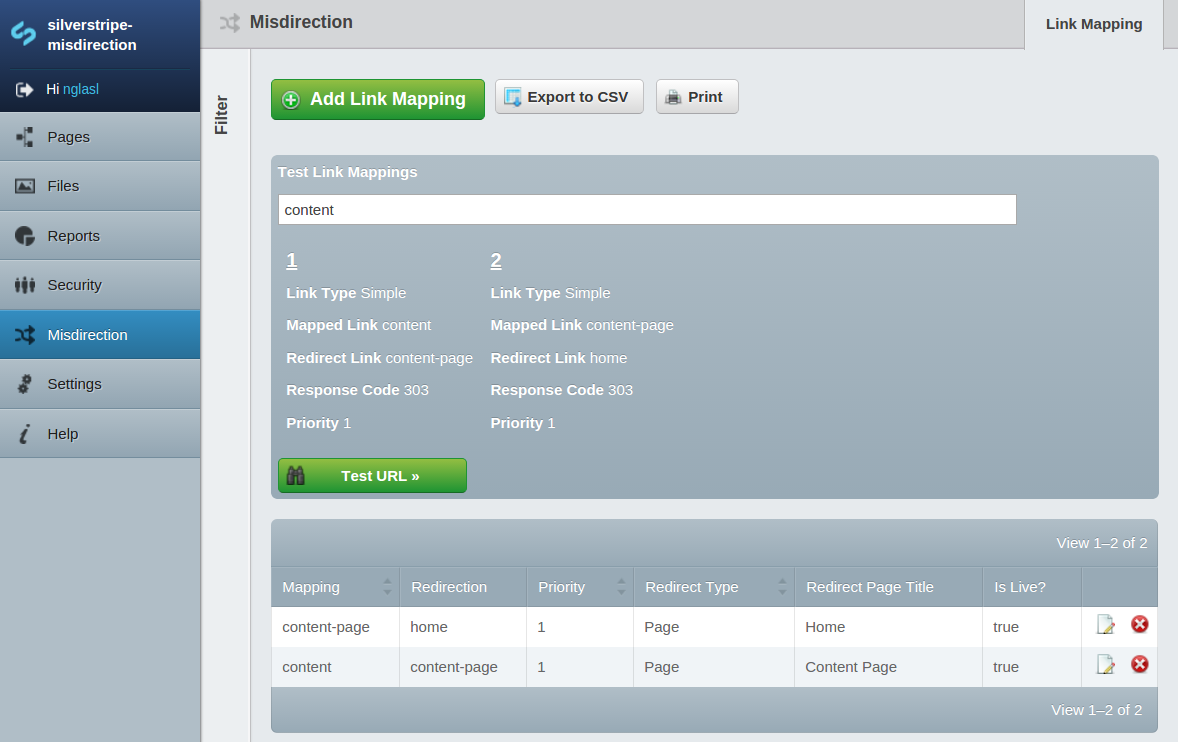 silverstripe-
misdirection
Hi nglasl
Pages
Files
Reports
Security
Misdirection
Settings
Help
Misdirection
Link Mapping
Filter
Add Link Mapping
Export to CSV
Print
Test Link Mappings
content
1 2
Link Type Simple Link Type Simple
Mapped Link content Mapped Link content-page
Redirect Link content-page Redirect Link home
Response Code 303 Response Code 303
Priority 1 Priority 1
Test URL »
View 1–2 of 2
Mapping Redirection Priority Redirect Type Redirect Page Title Is Live?
content-page home 1 Page Home true
content content-page 1 Page Content Page true
View 1–2 of 2